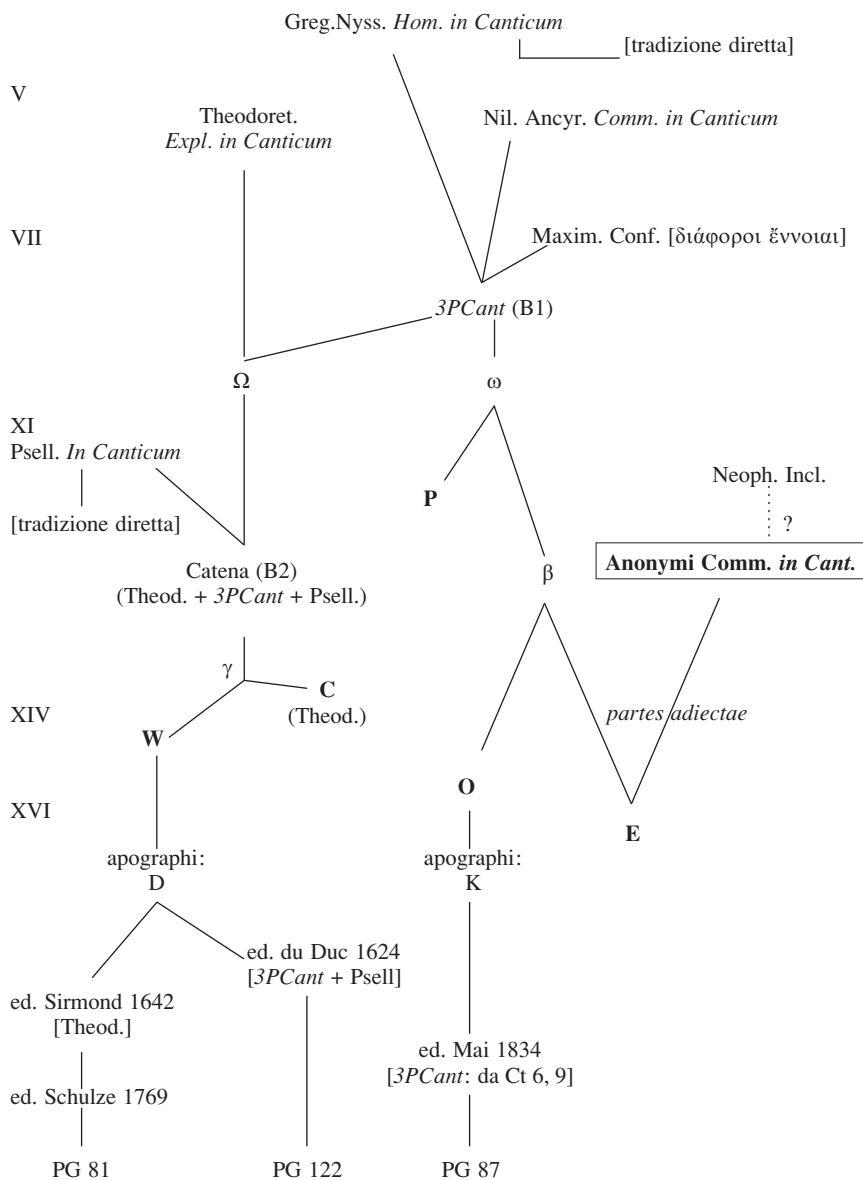 Greg.Nyss. Hom. in Canticum
[tradizione diretta]
V
Theodoret.
Expl. in Canticum
Nil. Ancyr. Comm. in Canticum
VII
Maxim. Conf. [διάφοροι ἔννοιαι]
3PCant (B1)
Ω
ω
XI
Psell. In Canticum
[tradizione diretta]
P
Neoph. Incl.
?
Anonymi Comm. in Cant.
Catena (B2)
(Theod. + 3PCant + Psell.)
β
γ
C
(Theod.)
XIV
W
partes adiectae
O
XVI
E
apographi:
D
apographi:
K
ed. du Duc 1624
[3PCant + Psell]
ed. Sirmond 1642
[Theod.]
ed. Mai 1834
[3PCant: da Ct 6, 9]
ed. Schulze 1769
PG 81
PG 122
PG 87